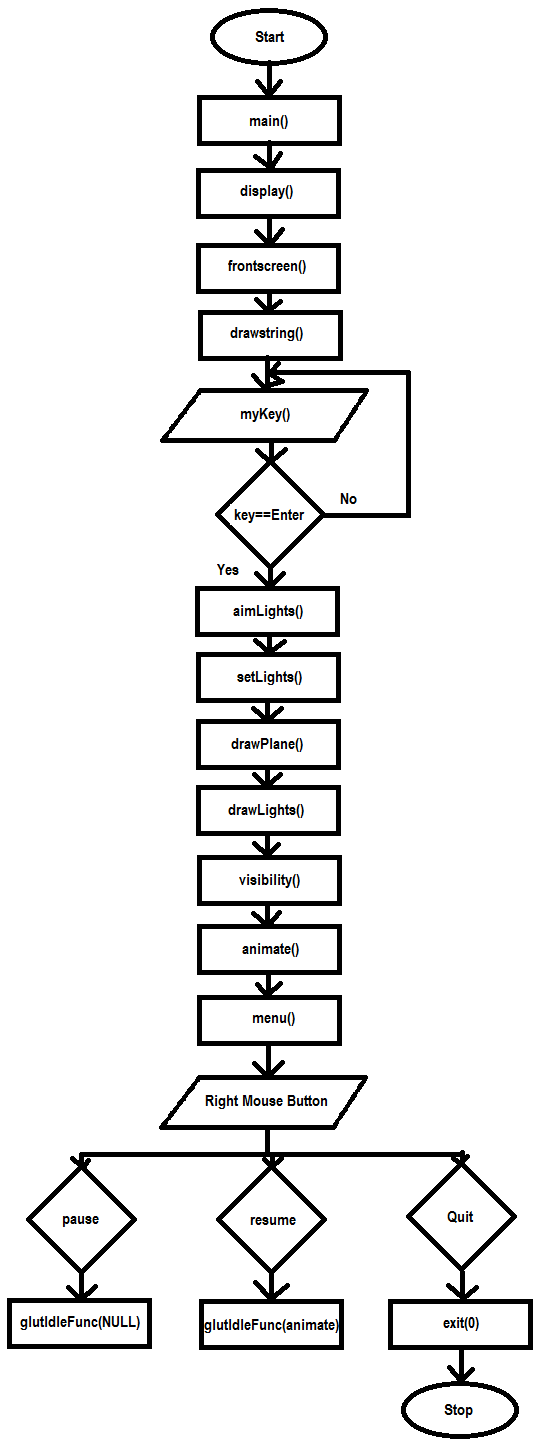 Start
main()
display()
frontscreen()
drawstring()
myKey()
key==Enter
No
Yes
aimLights()
setLights()
drawPlane()
drawLights()
visibility()
animate()
menu()
Right Mouse Button
pause
resume
Quit
glutIdleFunc(NULL)
glutIdleFunc(animate)
exit(0)
Stop